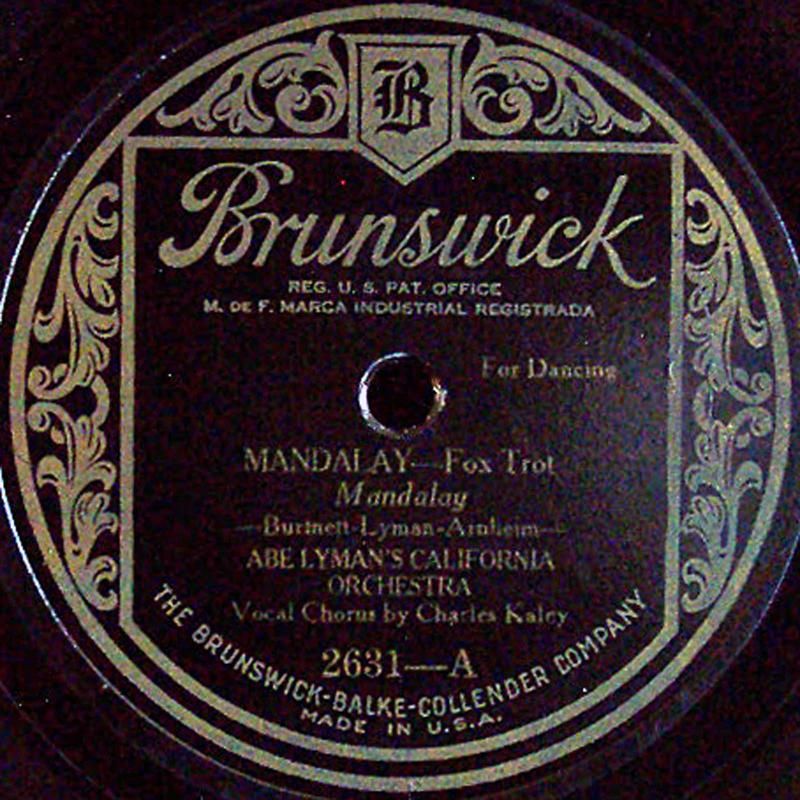 B
Brunswick
REG. U. S. PAT. OFFICE
M. DE F. MARCA INDUSTRIAL REGISTRADA
For Dancing
MANDALAY—Fox Trot
Mandalay
—Burtnett-Lyman-Arnheim—
ABE LYMAN'S CALIFORNIA
ORCHESTRA
Vocal Chorus by Charles Kaley
2631—A
THE BRUNSWICK-BALKE-COLLENDER COMPANY
MADE IN U.S.A.